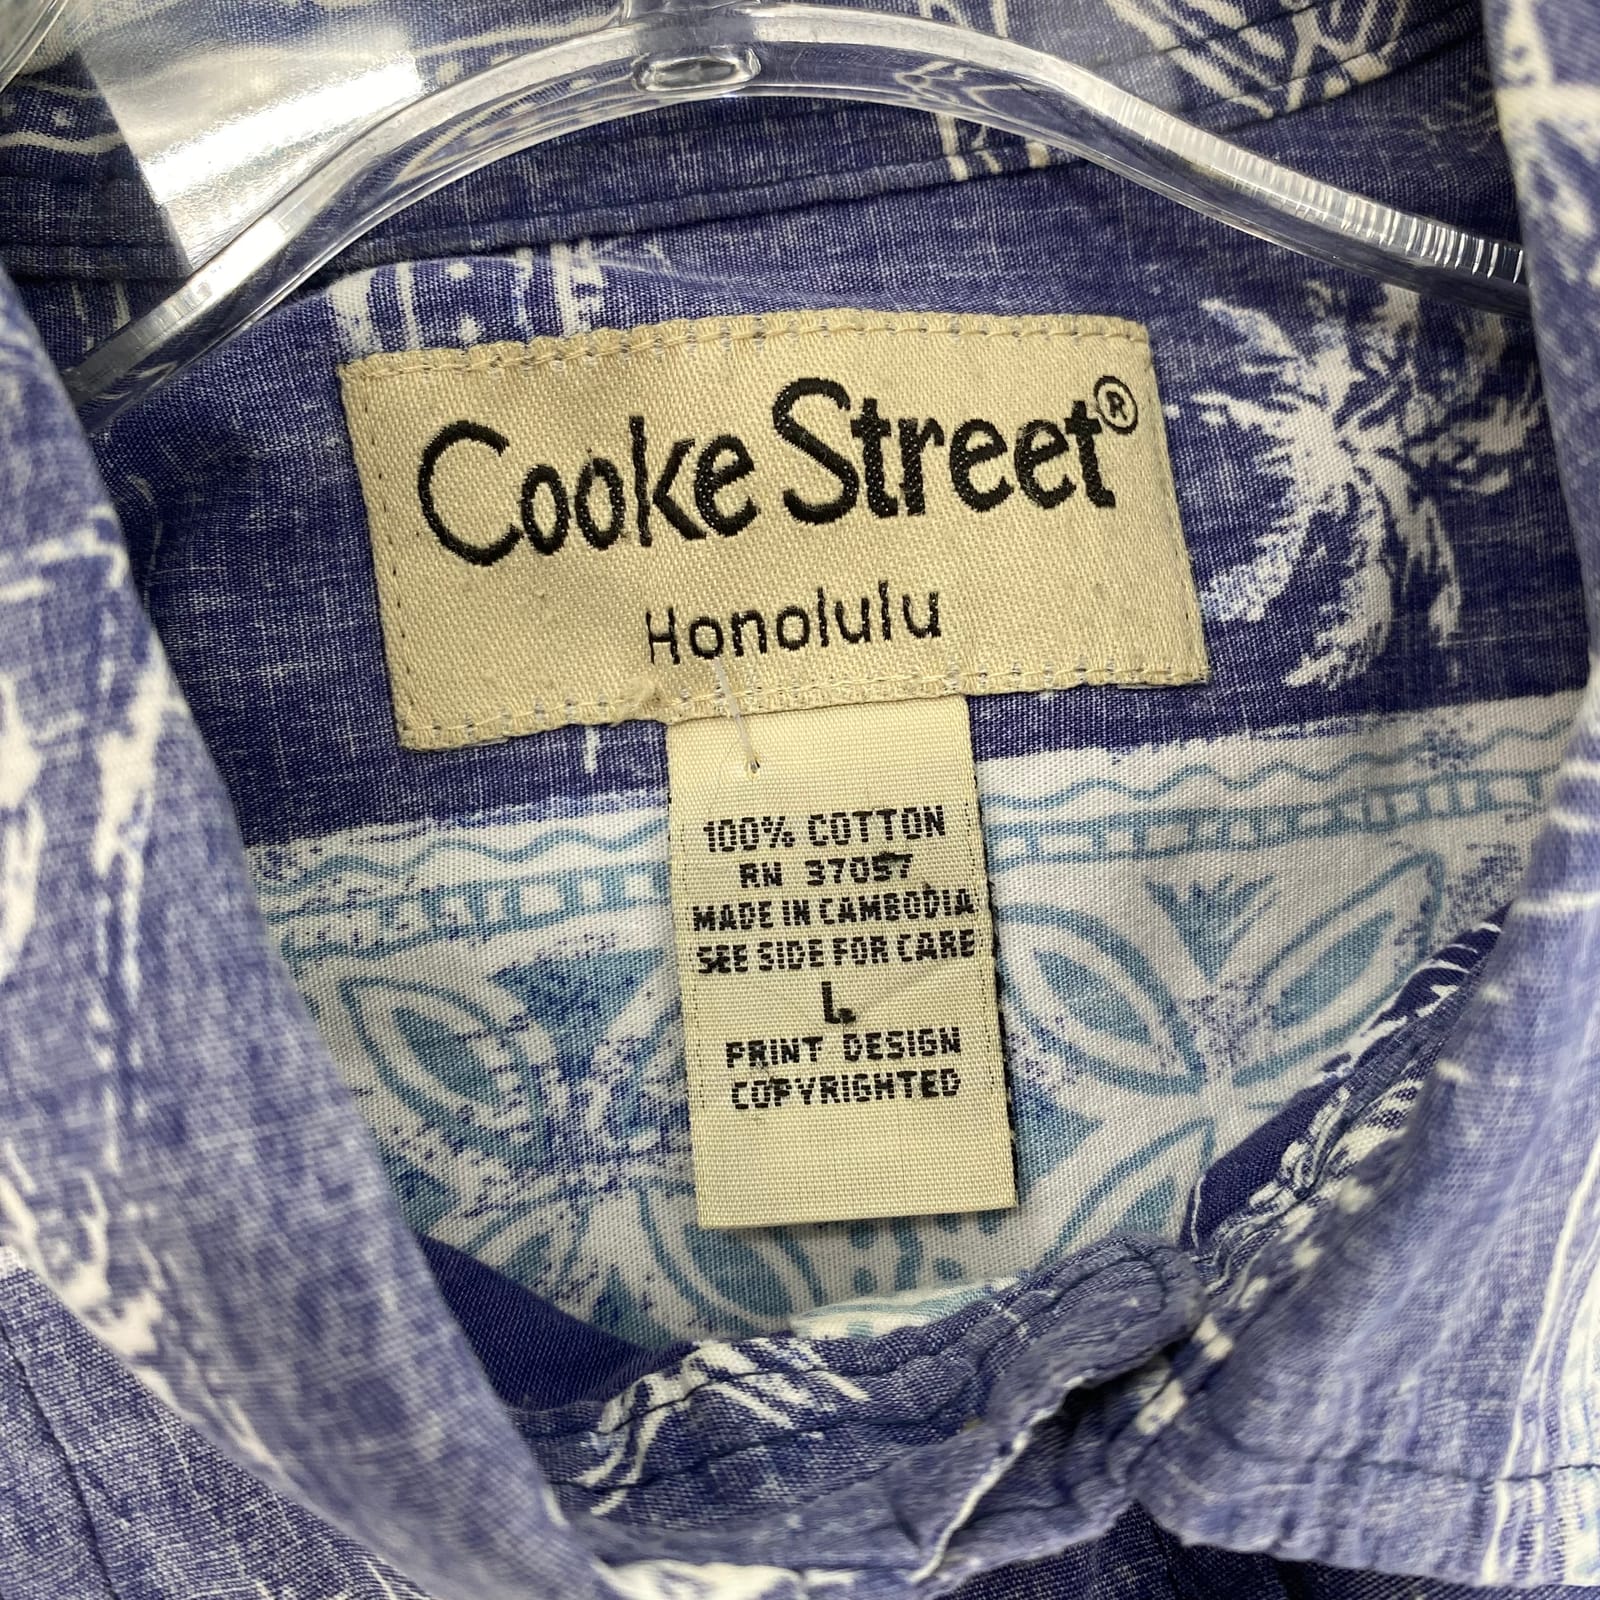 Cooke Street®
Honolulu
100% COTTON
RN 37057
MADE IN CAMBODIA
SEE SIDE FOR CARE
L
PRINT DESIGN
COPYRIGHTED